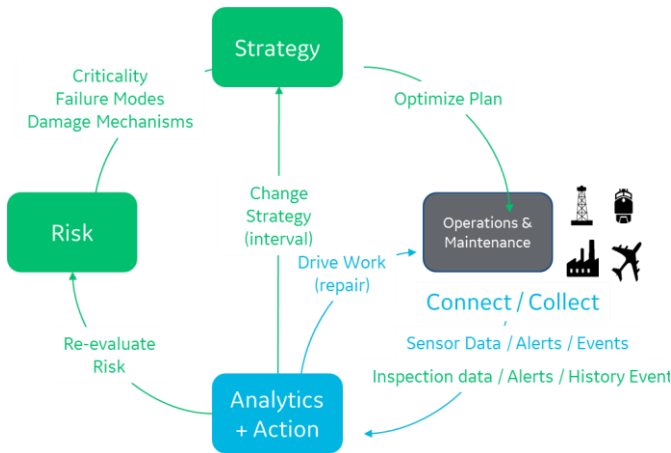 Strategy
Criticality
Failure Modes
Damage Mechanisms
Optimize Plan
Risk
Change
Strategy
(interval)
Operations &
Maintenance
Drive Work
(repair)
Connect / Collect
Sensor Data / Alerts / Events
Inspection data / Alerts / History Event
Re-evaluate
Risk
Analytics
+ Action